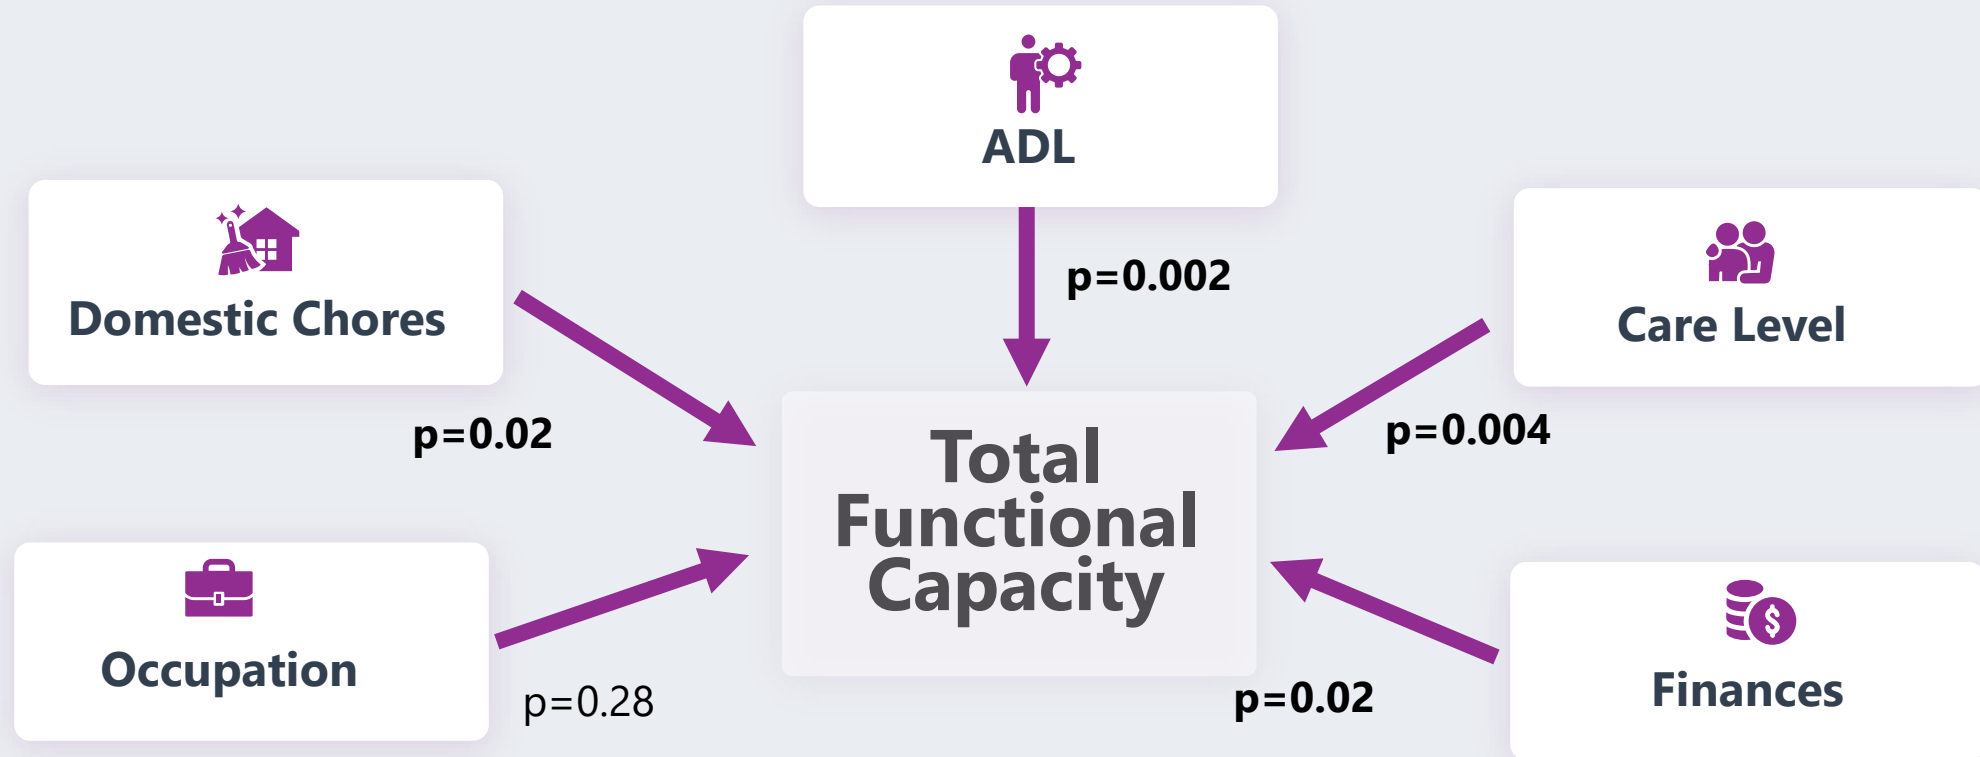 ADL
p=0.002
Domestic Chores
p=0.02
Care Level
p=0.004
Total
Functional
Capacity
Occupation
p=0.28
Finances
p=0.02
$